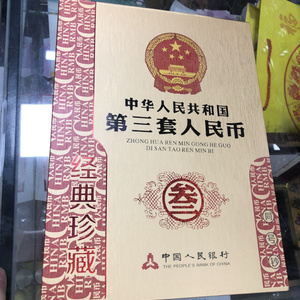 中华人民共和国
第三套人民币
ZHONG HUA REN MIN GONG HE GUO
DI SAN TAO REN MIN BI
经典珍藏
叁
中国人民银行
THE PEOPLE'S BANK OF CHINA